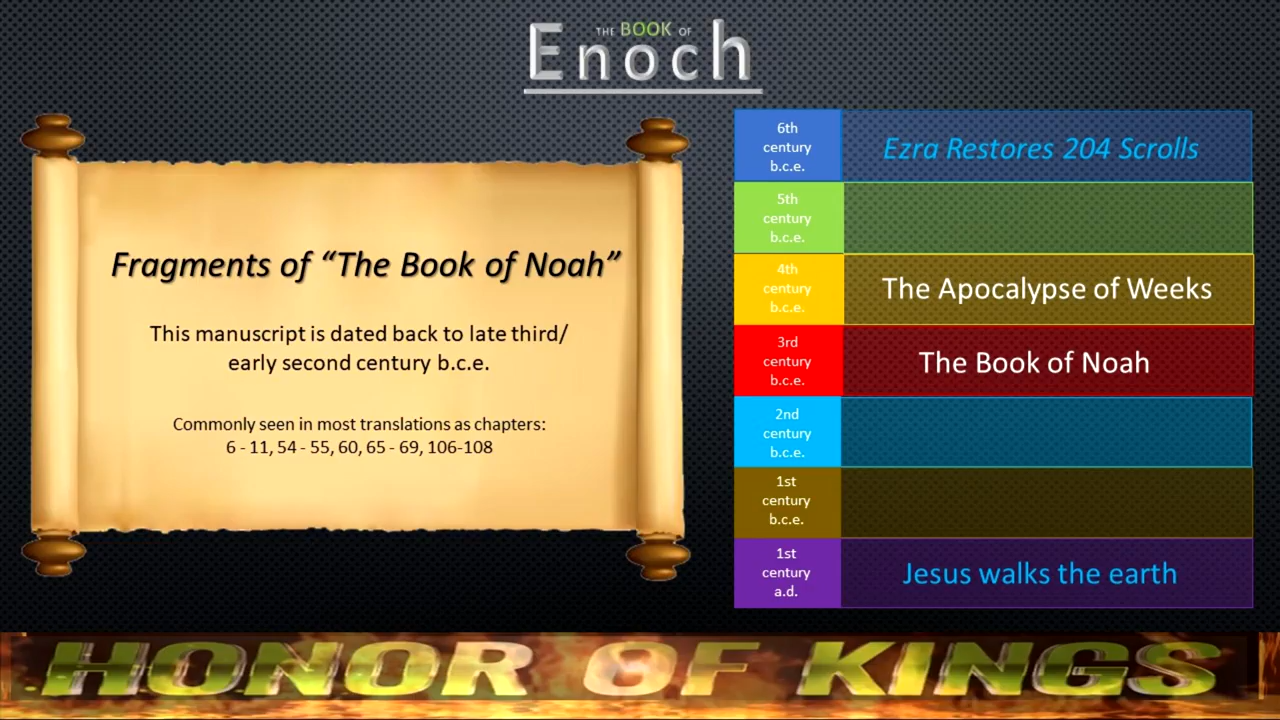 THE BOOK OF
Enoch
Fragments of “The Book of Noah”
This manuscript is dated back to late third/
early second century b.c.e.
Commonly seen in most translations as chapters:
6 - 11, 54 - 55, 60, 65 - 69, 106-108
6th
century
b.c.e.
Ezra Restores 204 Scrolls
5th
century
b.c.e.
4th
century
b.c.e.
The Apocalypse of Weeks
3rd
century
b.c.e.
The Book of Noah
2nd
century
b.c.e.
1st
century
b.c.e.
1st
century
a.d.
Jesus walks the earth
HONOR OF KINGS